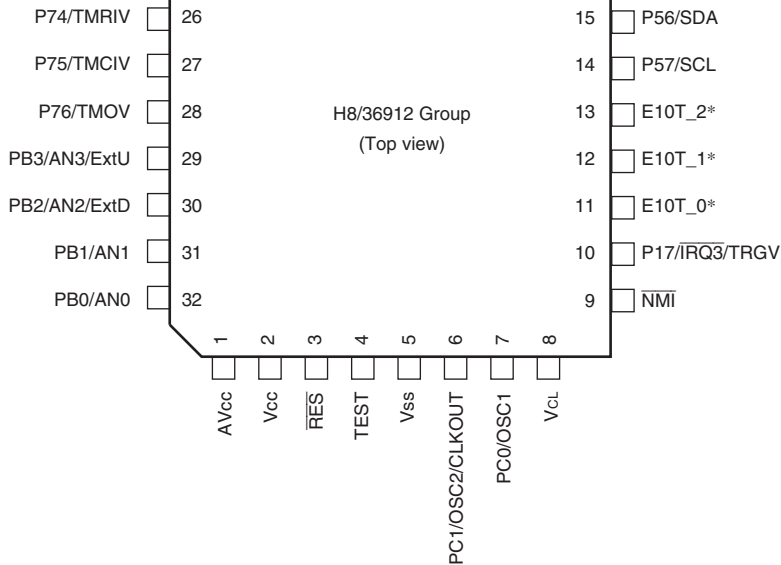 P74/TMRIV 26
P75/TMCIV 27
P76/TMOV 28
PB3/AN3/ExtU 29
PB2/AN2/ExtD 30
PB1/AN1 31
PB0/AN0 32
H8/36912 Group
(Top view)
15 P56/SDA
14 P57/SCL
13 E10T_2*
12 E10T_1*
11 E10T_0*
10 P17/I̅R̅Q̅3̅/TRGV
9 N̅M̅I̅
1 AVcc
2 Vcc
3 R̅E̅S̅
4 TEST
5 Vss
6 PC1/OSC2/CLKOUT
7 PC0/OSC1
8 VCL